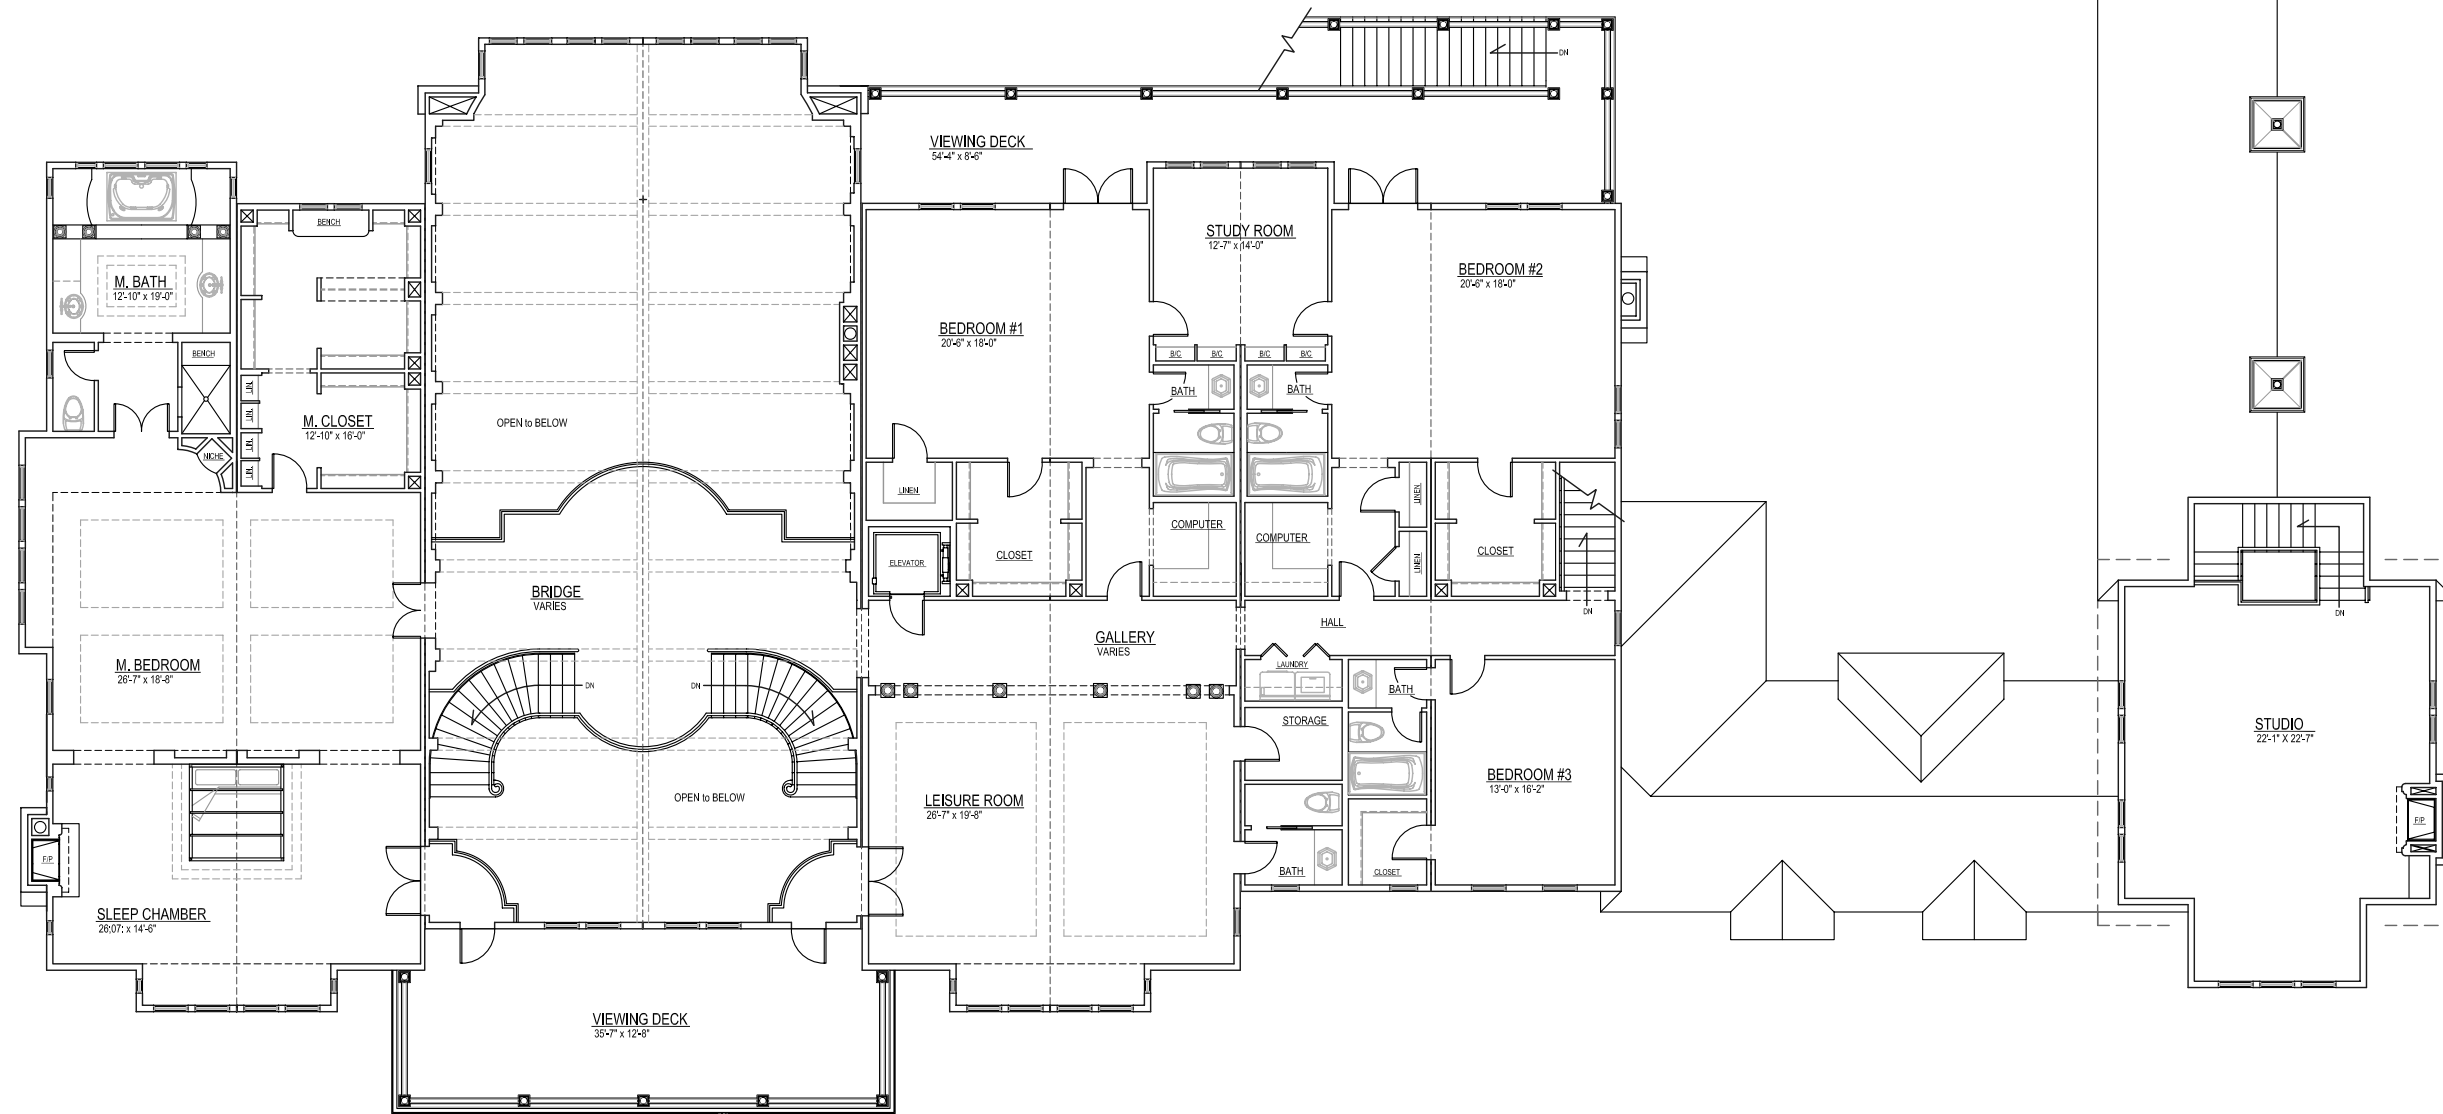 DN
VIEWING DECK
54'-4" x 8'-6"
BENCH
STUDY ROOM
12'-7" x 14'-0"
M. BATH
12'-10" x 19'-0"
BEDROOM #2
20'-6" x 18'-0"
BEDROOM #1
20'-6" x 18'-0"
BENCH
B/C
B/C
B/C
B/C
LIN.
LIN.
LIN.
LIN.
BATH
BATH
M. CLOSET
12'-10" x 16'-0"
OPEN to BELOW
NICHE
LINEN
LINEN
COMPUTER
COMPUTER
CLOSET
CLOSET
LINEN
ELEVATOR
BRIDGE
VARIES
DN
DN
HALL
GALLERY
VARIES
M. BEDROOM
26'-7" x 18'-8"
LAUNDRY
DN
DN
BATH
STORAGE
STUDIO
22'-1" X 22'-7"
BEDROOM #3
13'-0" x 16'-2"
OPEN to BELOW
LEISURE ROOM
26'-7" x 19'-8"
F/P
F/P
BATH
CLOSET
SLEEP CHAMBER
26;07; x 14'-6"
VIEWING DECK
35'-7" x 12'-8"